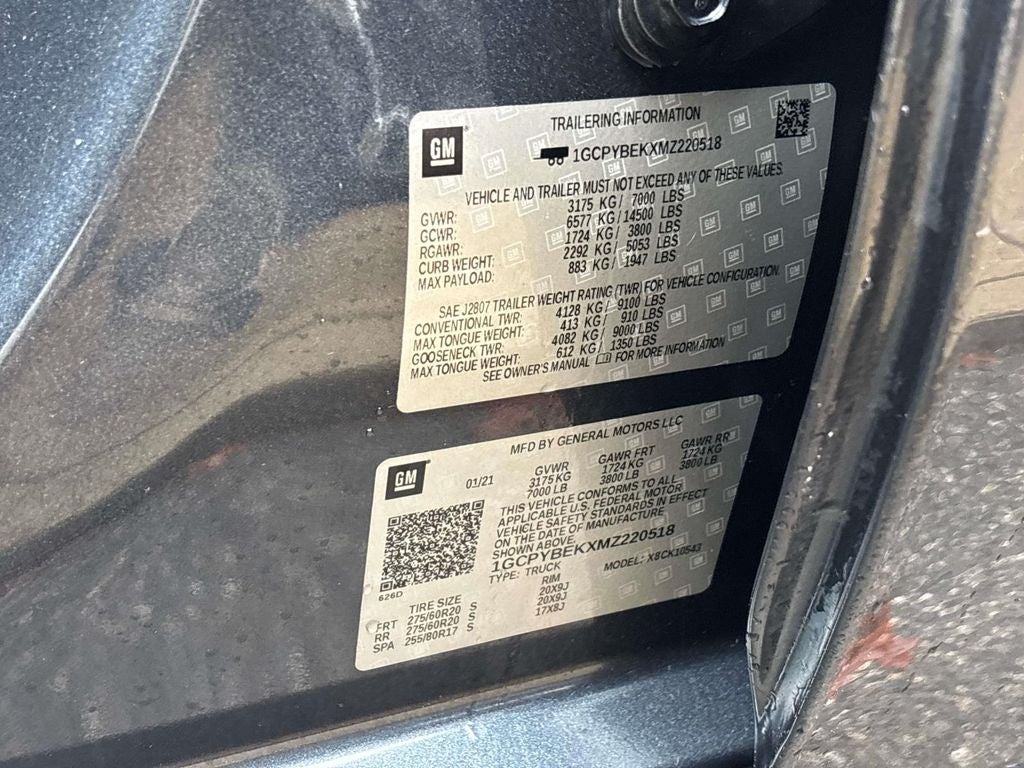 GM
TRAILERING INFORMATION
1GCPYBEKXMZ220518
VEHICLE AND TRAILER MUST NOT EXCEED ANY OF THESE VALUES.
GVWR: 3175 KG / 7000 LBS
GCWR: 6577 KG / 14500 LBS
RGAWR: 1724 KG / 3800 LBS
CURB WEIGHT: 2292 KG / 5053 LBS
MAX PAYLOAD: 883 KG / 1947 LBS
SAE J2807 TRAILER WEIGHT RATING (TWR) FOR VEHICLE CONFIGURATION.
CONVENTIONAL TWR: 4128 KG / 9100 LBS
MAX TONGUE WEIGHT: 413 KG / 910 LBS
GOOSENECK TWR: 4082 KG / 9000 LBS
MAX TONGUE WEIGHT: 612 KG / 1350 LBS
SEE OWNER'S MANUAL FOR MORE INFORMATION
GM
MFD BY GENERAL MOTORS LLC
01/21 GVWR GAWR FRT GAWR RR
3175 KG 1724 KG 1724 KG
7000 LB 3800 LB 3800 LB
THIS VEHICLE CONFORMS TO ALL
APPLICABLE U.S. FEDERAL MOTOR
VEHICLE SAFETY STANDARDS IN EFFECT
ON THE DATE OF MANUFACTURE
SHOWN ABOVE.
1GCPYBEKXMZ220518
TYPE: TRUCK MODEL: X8CK10543
626D
TIRE SIZE RIM
FRT 275/60R20 S 20X9J
RR 275/60R20 S 20X9J
SPA 255/80R17 S 17X8J